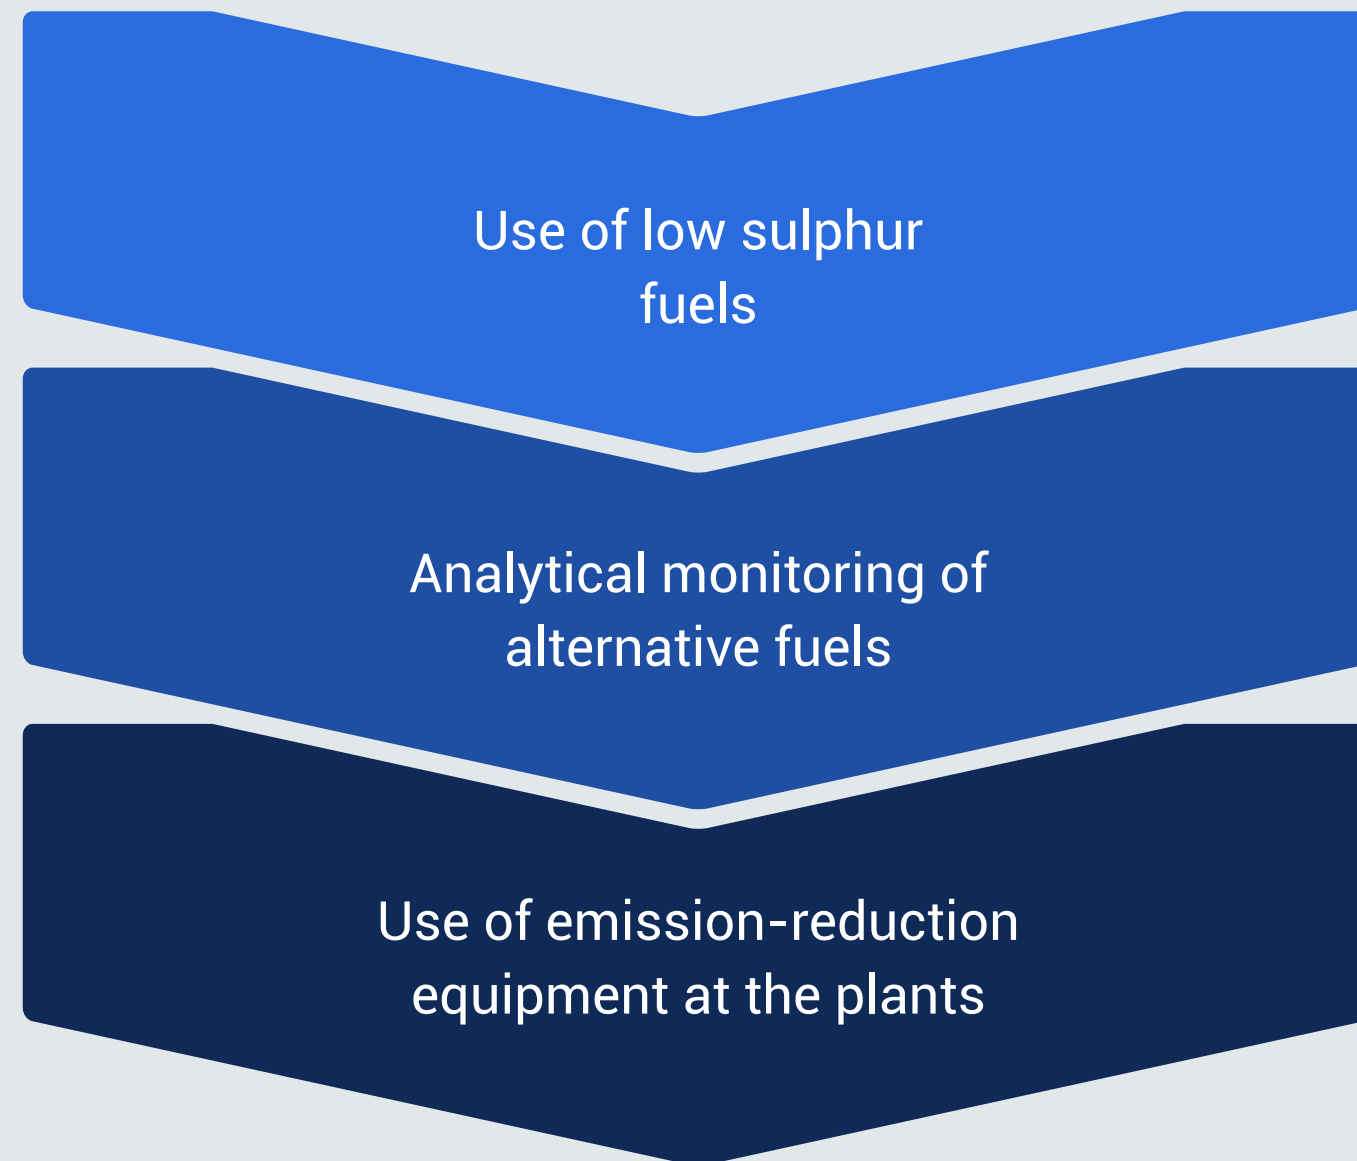 Use of low sulphur
fuels
Analytical monitoring of
alternative fuels
Use of emission-reduction
equipment at the plants